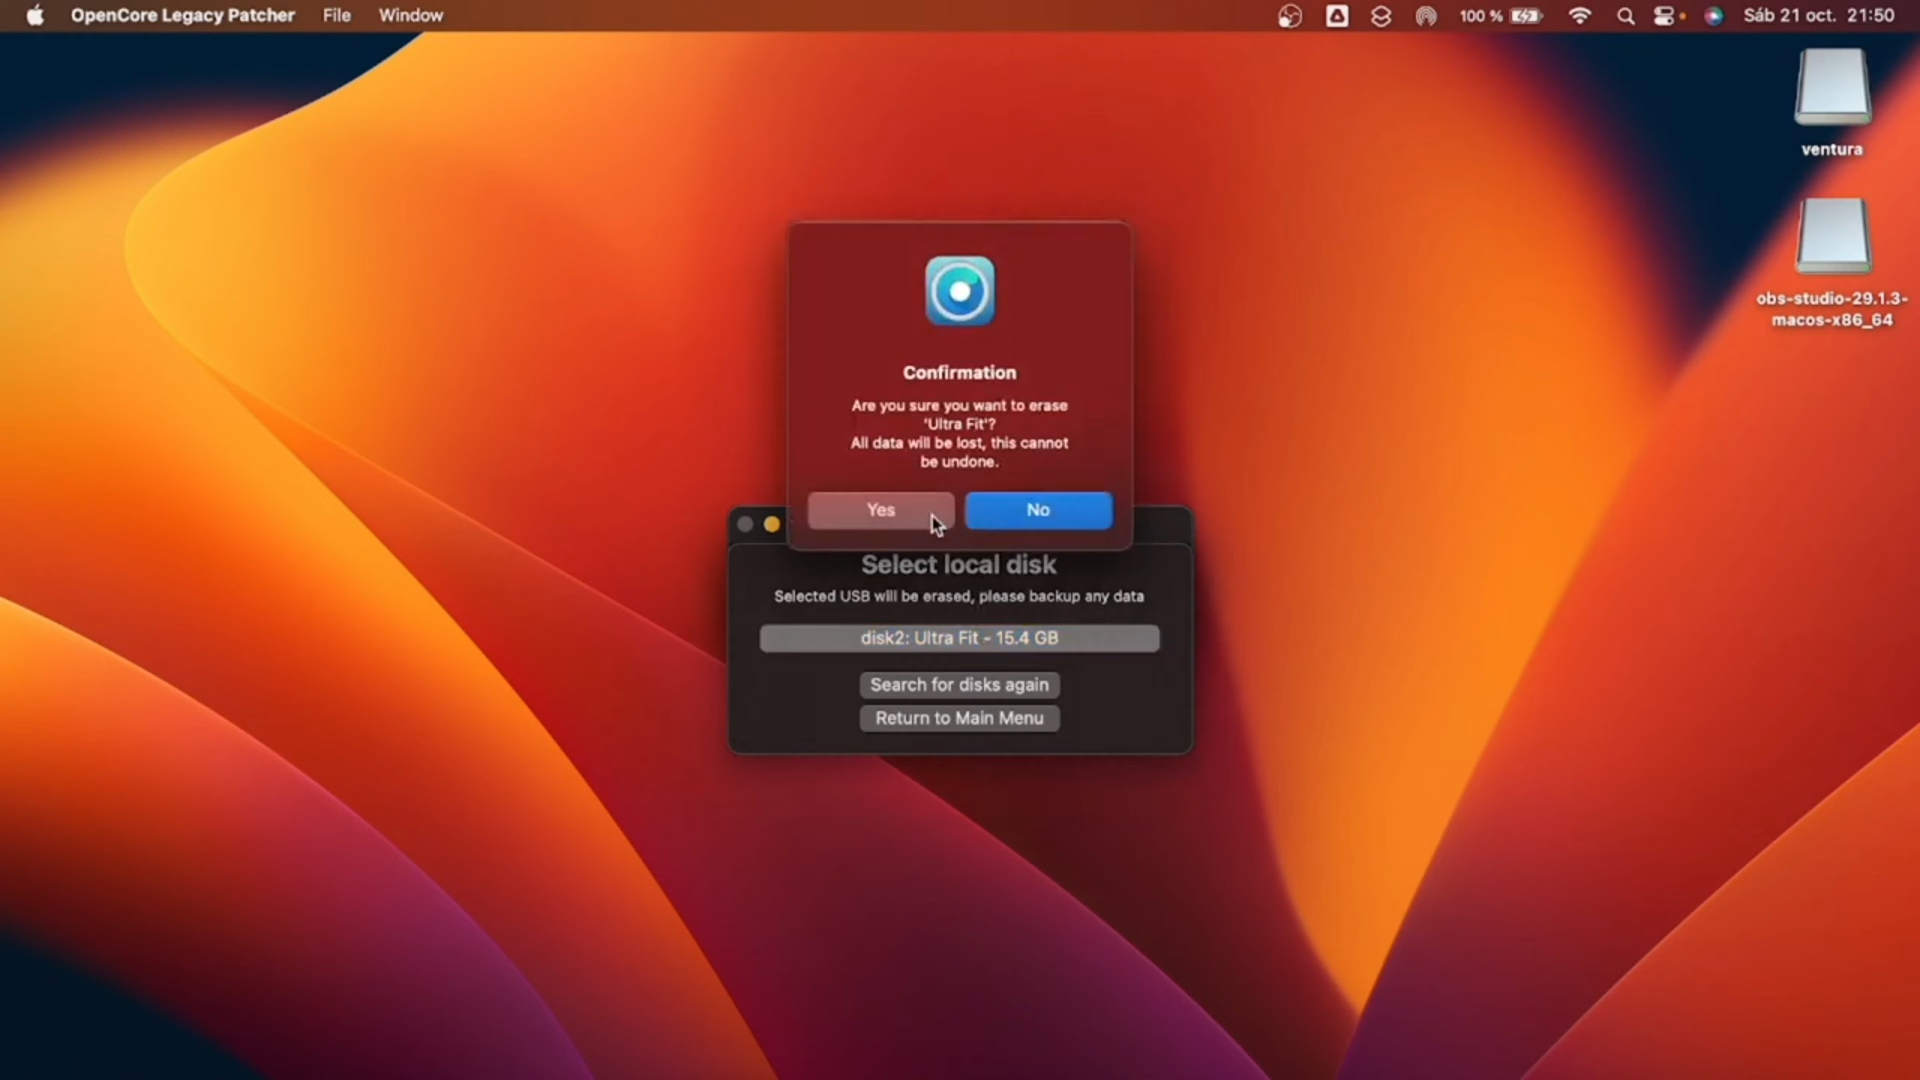 OpenCore Legacy Patcher File Window 100 % Sáb 21 oct. 21:50
ventura
obs-studio-29.1.3-
macos-x86_64
Confirmation
Are you sure you want to erase
'Ultra Fit'?
All data will be lost, this cannot
be undone.
Yes No
Select local disk
Selected USB will be erased, please backup any data
disk2: Ultra Fit - 15.4 GB
Search for disks again
Return to Main Menu